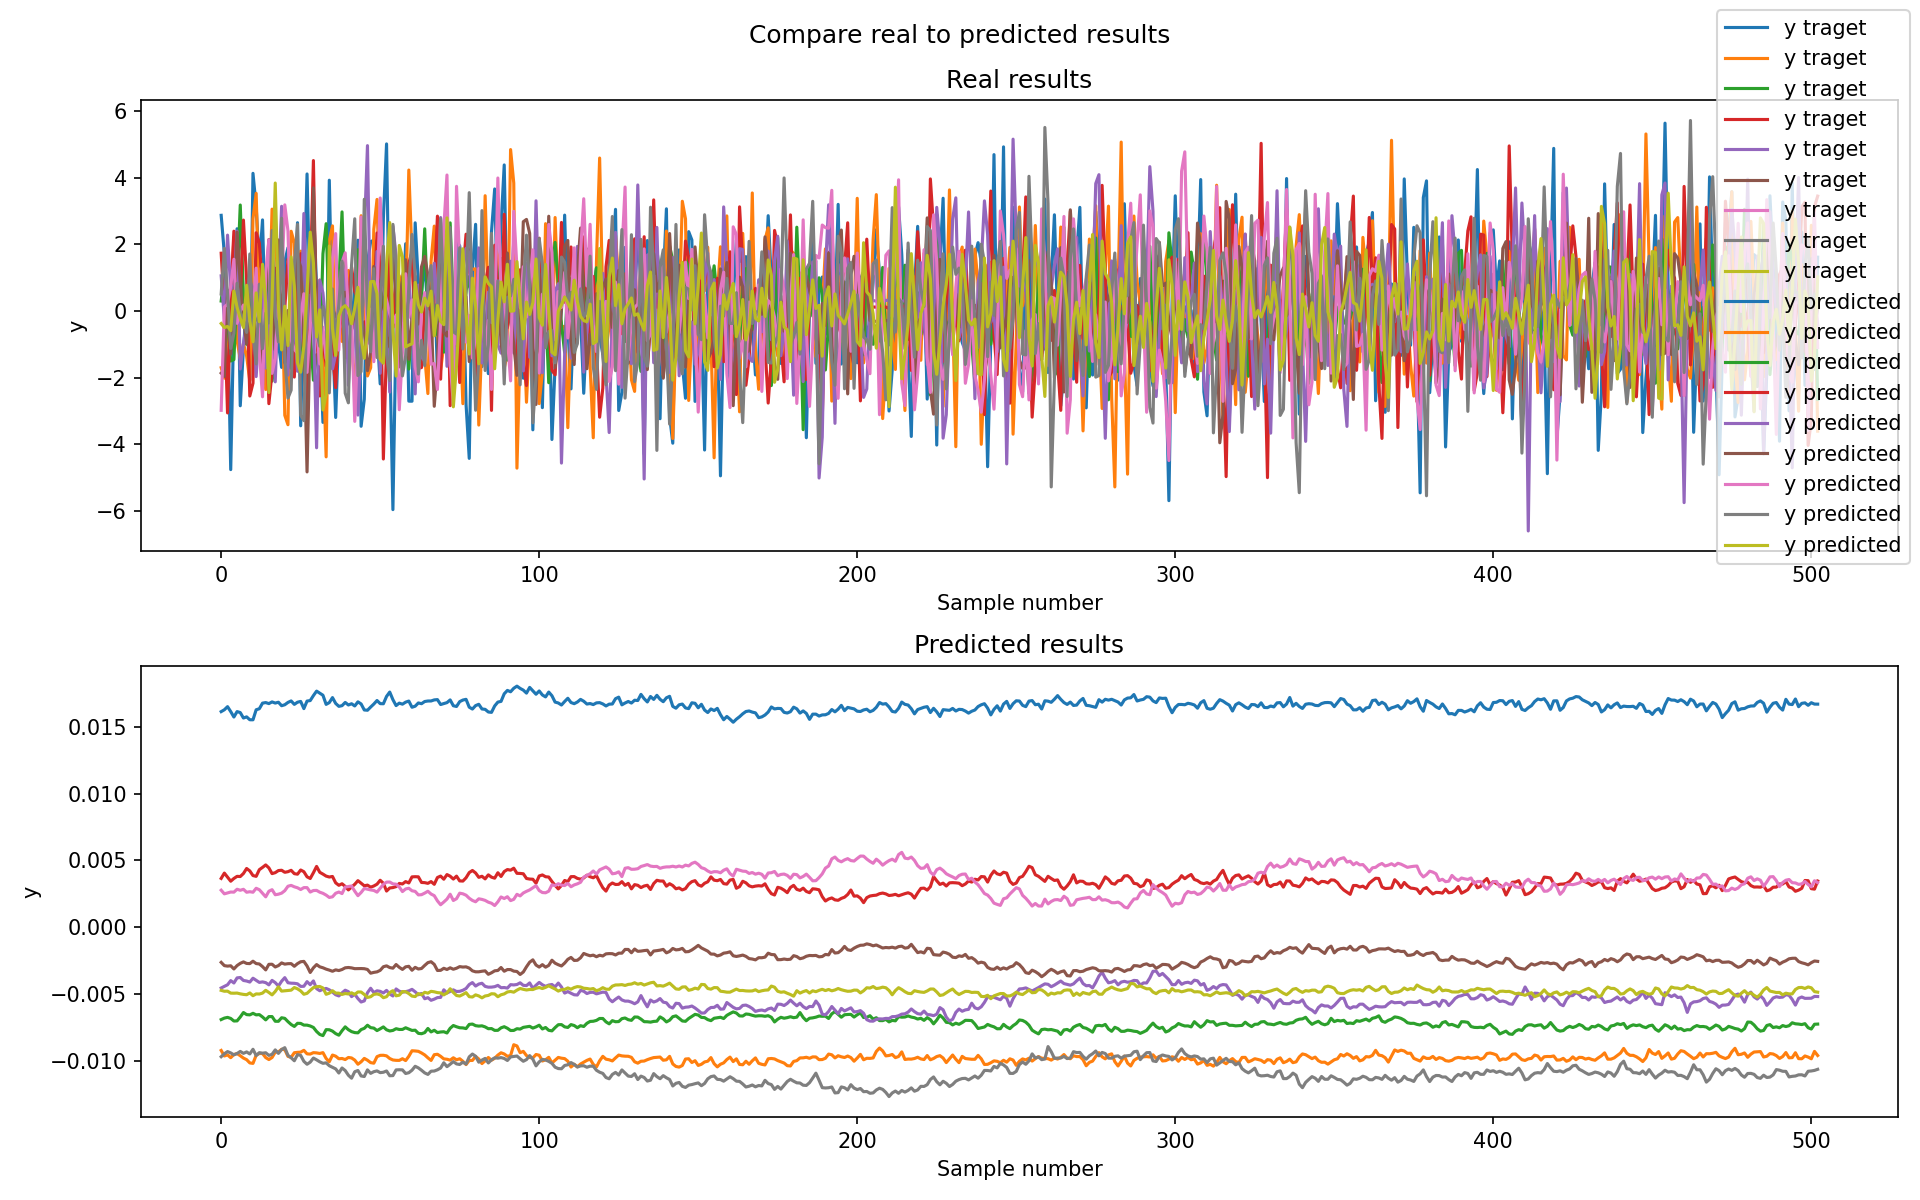 Compare real to predicted results
Real results
y traget
y traget
y traget
y traget
y traget
y traget
y traget
y traget
y traget
y predicted
y predicted
y predicted
y predicted
y predicted
y predicted
y predicted
y predicted
y predicted
6
4
2
0
−2
−4
−6
y
0 100 200 300 400 500
Sample number
Predicted results
0.015
0.010
0.005
0.000
−0.005
−0.010
y
0 100 200 300 400 500
Sample number